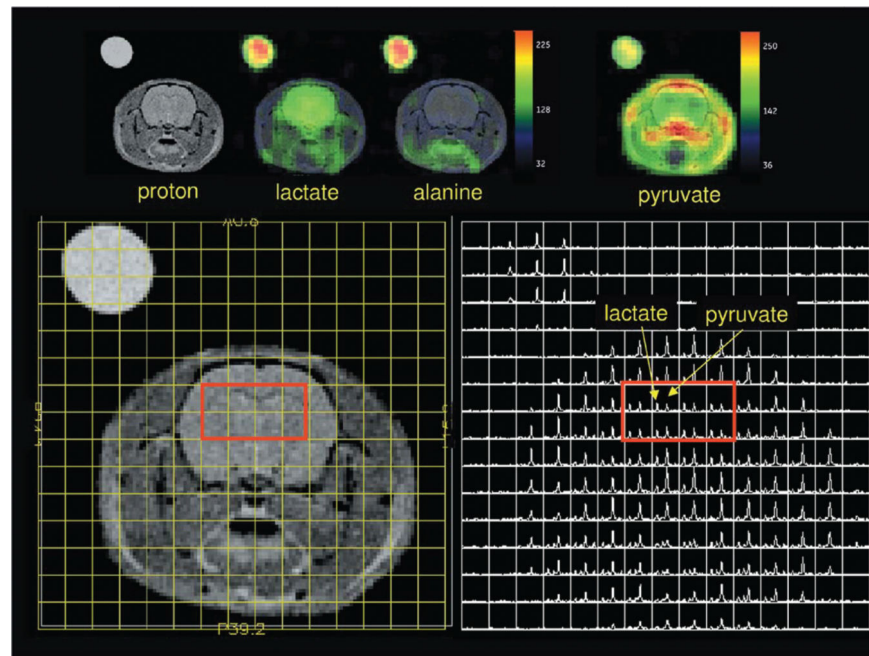 225
128
32
250
142
36
proton
lactate
alanine
pyruvate
lactate
pyruvate
P39.2